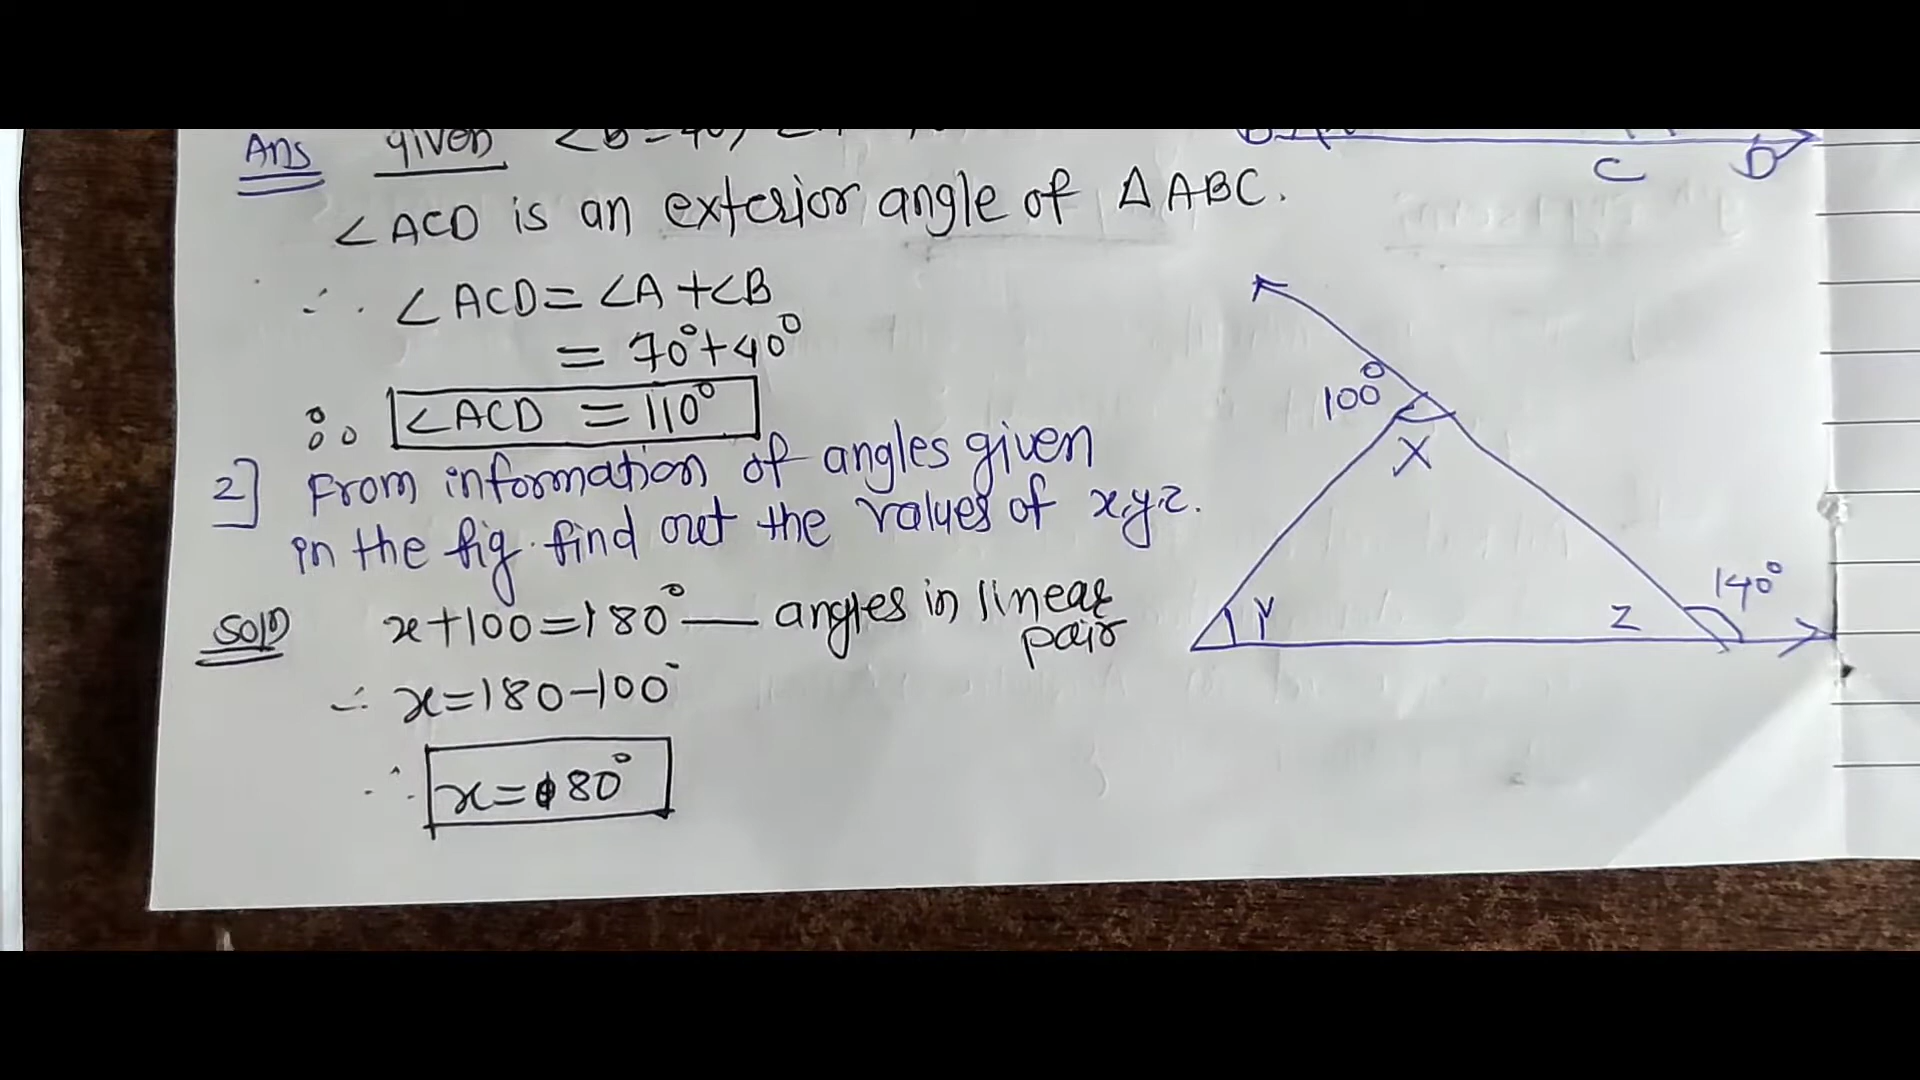 Ans given <B=40,
C D
<ACD is an exterior angle of ΔABC.
∴ <ACD = <A + <B
= 70° + 40°
∴ <ACD = 110°
2] From information of angles given
in the fig. find out the values of x,y,z.
Soln x+100=180° — angles in linear
pair
∴ x=180-100°
∴ x=80°
100°
X
Y
Z
140°